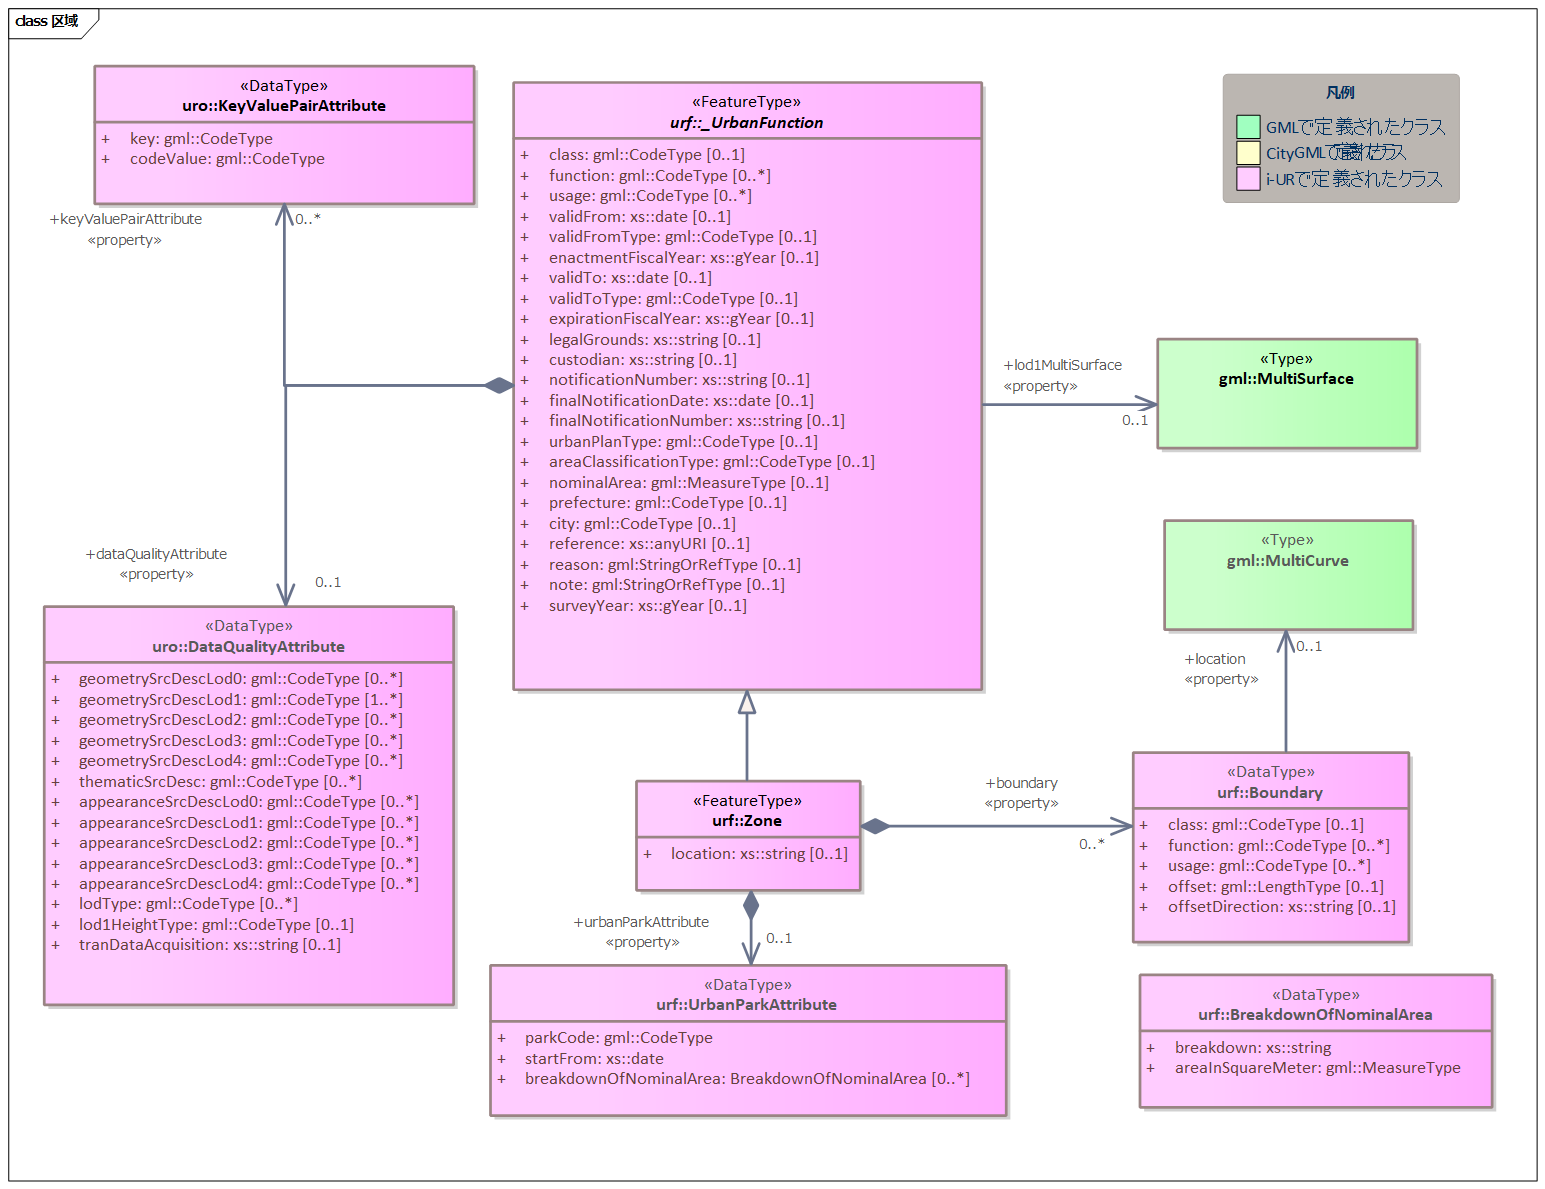 class 区域
«DataType»
uro::KeyValuePairAttribute
+ key: gml::CodeType
+ codeValue: gml::CodeType
+keyValuePairAttribute
«property»
0..*
«FeatureType»
urf::_UrbanFunction
+ class: gml::CodeType [0..1]
+ function: gml::CodeType [0..*]
+ usage: gml::CodeType [0..*]
+ validFrom: xs::date [0..1]
+ validFromType: gml::CodeType [0..1]
+ enactmentFiscalYear: xs::gYear [0..1]
+ validTo: xs::date [0..1]
+ validToType: gml::CodeType [0..1]
+ expirationFiscalYear: xs::gYear [0..1]
+ legalGrounds: xs::string [0..1]
+ custodian: xs::string [0..1]
+ notificationNumber: xs::string [0..1]
+ finalNotificationDate: xs::date [0..1]
+ finalNotificationNumber: xs::string [0..1]
+ urbanPlanType: gml::CodeType [0..1]
+ areaClassificationType: gml::CodeType [0..1]
+ nominalArea: gml::MeasureType [0..1]
+ prefecture: gml::CodeType [0..1]
+ city: gml::CodeType [0..1]
+ reference: xs::anyURI [0..1]
+ reason: gml:StringOrRefType [0..1]
+ note: gml:StringOrRefType [0..1]
+ surveyYear: xs::gYear [0..1]
凡例
GMLで定義されたクラス
CityGMLで定義されたクラス
i-URで定義されたクラス
+lod1MultiSurface
«property»
0..1
«Type»
gml::MultiSurface
«Type»
gml::MultiCurve
0..1
+location
«property»
+dataQualityAttribute
«property»
0..1
«DataType»
uro::DataQualityAttribute
+ geometrySrcDescLod0: gml::CodeType [0..*]
+ geometrySrcDescLod1: gml::CodeType [1..*]
+ geometrySrcDescLod2: gml::CodeType [0..*]
+ geometrySrcDescLod3: gml::CodeType [0..*]
+ geometrySrcDescLod4: gml::CodeType [0..*]
+ thematicSrcDesc: gml::CodeType [0..*]
+ appearanceSrcDescLod0: gml::CodeType [0..*]
+ appearanceSrcDescLod1: gml::CodeType [0..*]
+ appearanceSrcDescLod2: gml::CodeType [0..*]
+ appearanceSrcDescLod3: gml::CodeType [0..*]
+ appearanceSrcDescLod4: gml::CodeType [0..*]
+ lodType: gml::CodeType [0..*]
+ lod1HeightType: gml::CodeType [0..1]
+ tranDataAcquisition: xs::string [0..1]
«FeatureType»
urf::Zone
+ location: xs::string [0..1]
+boundary
«property»
0..*
«DataType»
urf::Boundary
+ class: gml::CodeType [0..1]
+ function: gml::CodeType [0..*]
+ usage: gml::CodeType [0..*]
+ offset: gml::LengthType [0..1]
+ offsetDirection: xs::string [0..1]
+urbanParkAttribute
«property»
0..1
«DataType»
urf::UrbanParkAttribute
+ parkCode: gml::CodeType
+ startFrom: xs::date
+ breakdownOfNominalArea: BreakdownOfNominalArea [0..*]
«DataType»
urf::BreakdownOfNominalArea
+ breakdown: xs::string
+ areaInSquareMeter: gml::MeasureType